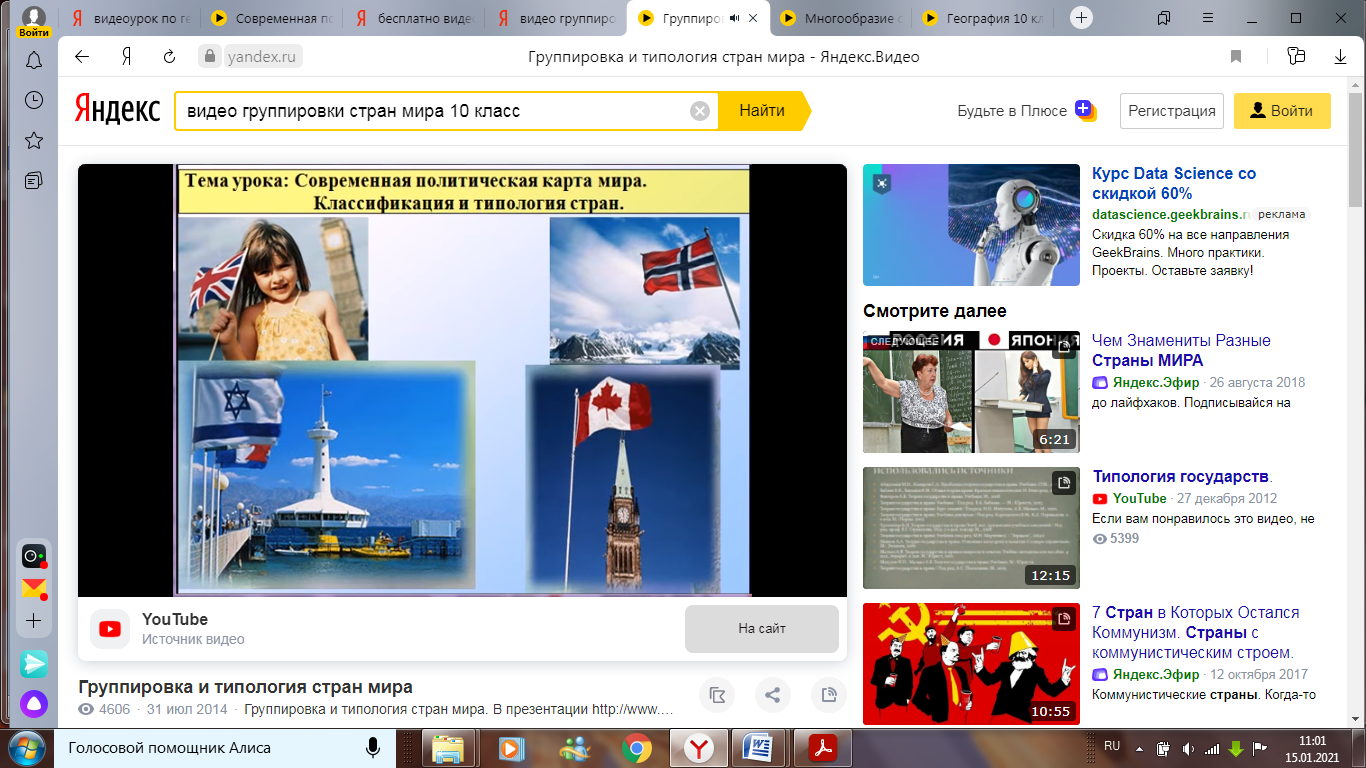 видеоурок по ге
Современная по
бесплатно видес
видео группиро
Группиров
Многообразие с
География 10 кл
Войти
yandex.ru
Группировка и типология стран мира - Яндекс.Видео
Яндекс
видео группировки стран мира 10 класс
Найти
Будьте в Плюсе
Регистрация
Войти
Тема урока: Современная политическая карта мира.
Классификация и типология стран.
YouTube
Источник видео
На сайт
Группировка и типология стран мира
4606 · 31 июл 2014 · Группировка и типология стран мира. В презентации http://www....
Курс Data Science со
скидкой 60%
datascience.geekbrains.ru реклама
Скидка 60% на все направления
GeekBrains. Много практики.
Проекты. Оставьте заявку!
Смотрите далее
СЛЕДУЮЩЕЕ
РОССИЯ ЯПОНИЯ
6:21
Чем Знамениты Разные
Страны МИРА
Яндекс.Эфир · 26 августа 2018
до лайфхаков. Подписывайся на
ИСПОЛЬЗОВАЛИСЬ ИСТОЧНИКИ
12:15
Типология государств.
YouTube · 27 декабря 2012
Если вам понравилось это видео, не
5399
10:55
7 Стран в Которых Остался
Коммунизм. Страны с
коммунистическим строем.
Яндекс.Эфир · 12 октября 2017
Коммунистические страны. Когда-то
Голосовой помощник Алиса
RU
11:01
15.01.2021